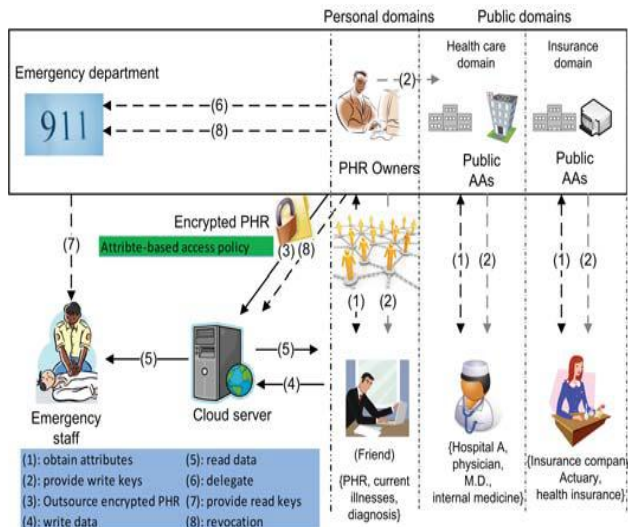 Personal domains
Public domains
Emergency department
911
(6)
(8)
(2)
PHR Owners
Health care
domain
Public
AAs
Insurance
domain
Public
AAs
(7)
Encrypted PHR
Attribte-based access policy
(3)
(8)
(1)
(2)
(1)
(2)
(1)
(2)
(5)
(5)
(4)
Emergency
staff
Cloud server
(Friend)
{PHR, current
illnesses,
diagnosis}
{Hospital A,
physician,
M.D.,
internal medicine}
{Insurance company,
Actuary,
health insurance}
(1): obtain attributes
(2): provide write keys
(3): Outsource encrypted PHR
(4): write data
(5): read data
(6): delegate
(7): provide read keys
(8): revocation